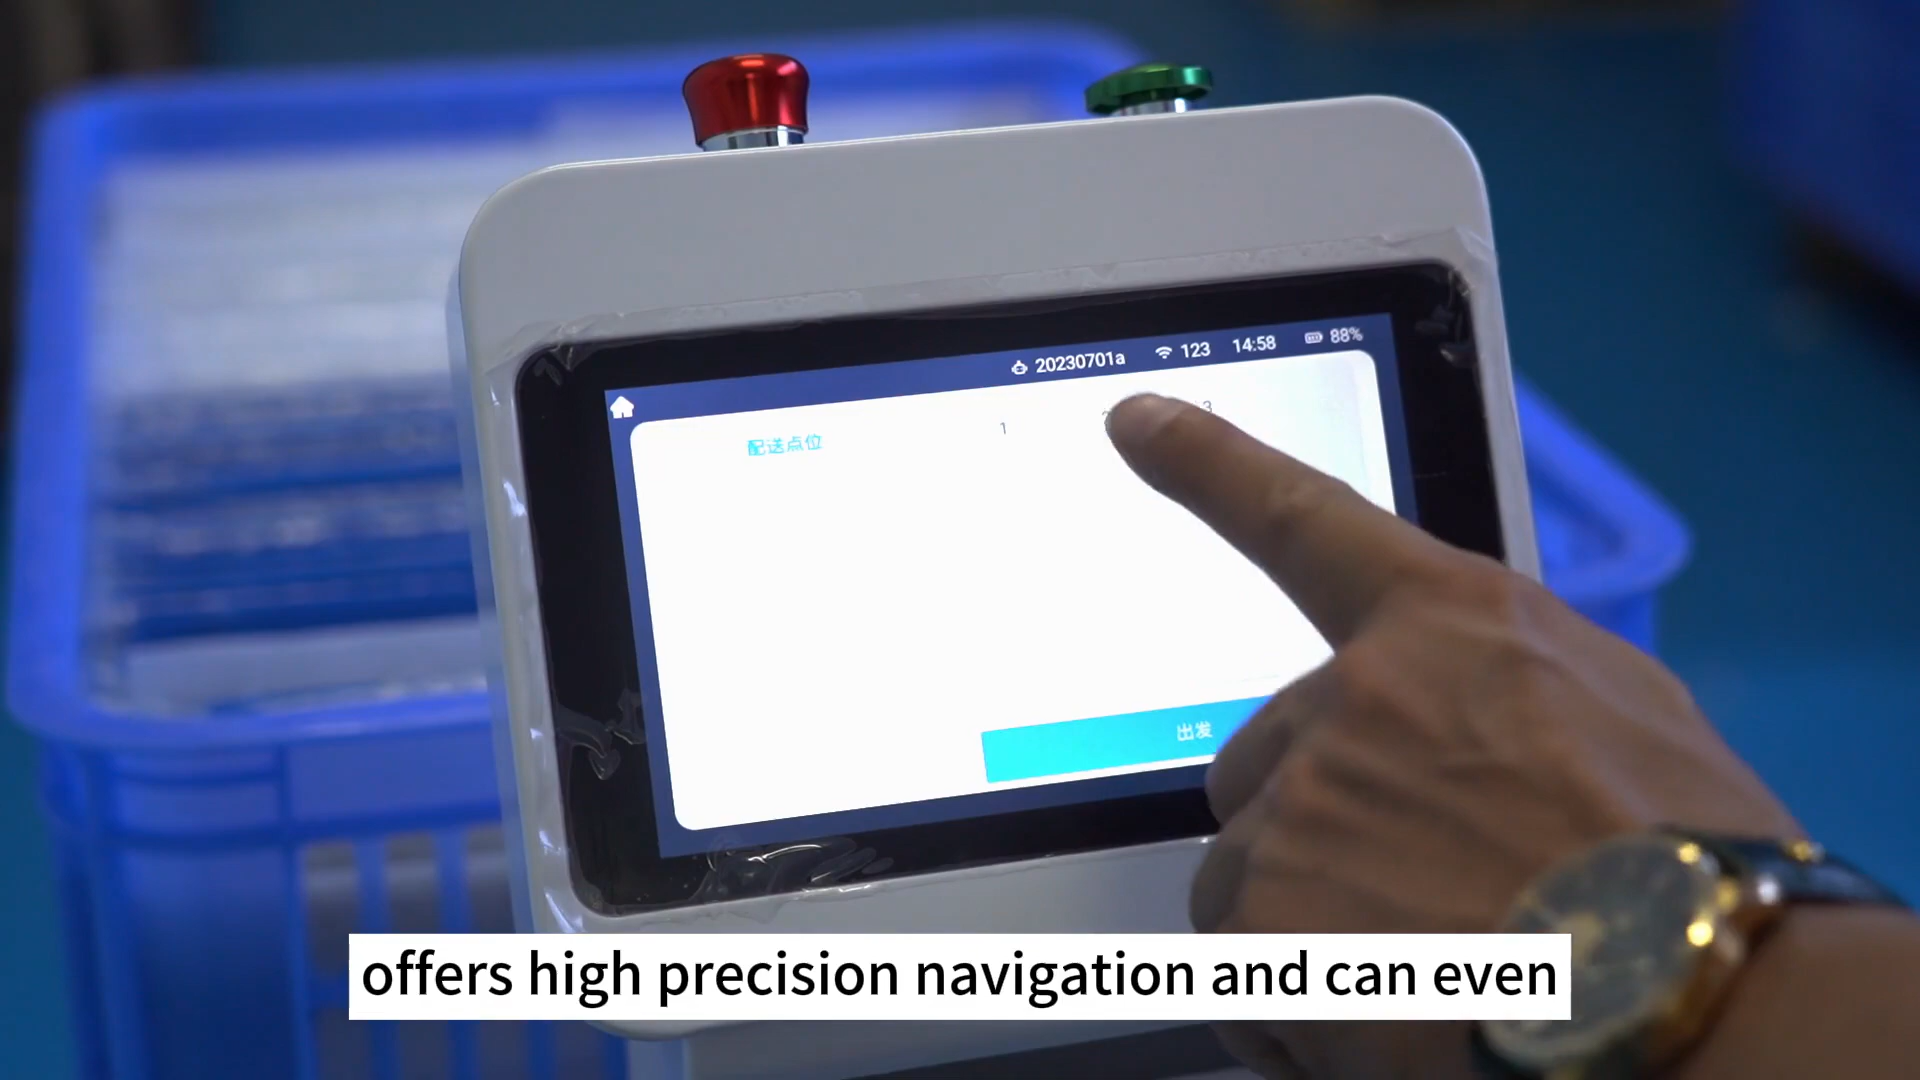 20230701a 123 14:58 88%
配送点位 1 3
出发
offers high precision navigation and can even